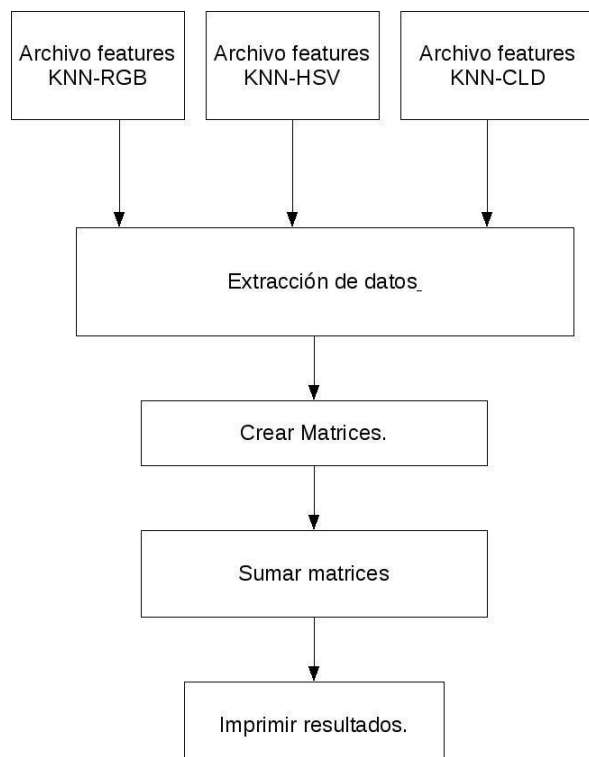 Archivo features
KNN-RGB
Archivo features
KNN-HSV
Archivo features
KNN-CLD
Extracción de datos_
Crear Matrices.
Sumar matrices
Imprimir resultados.